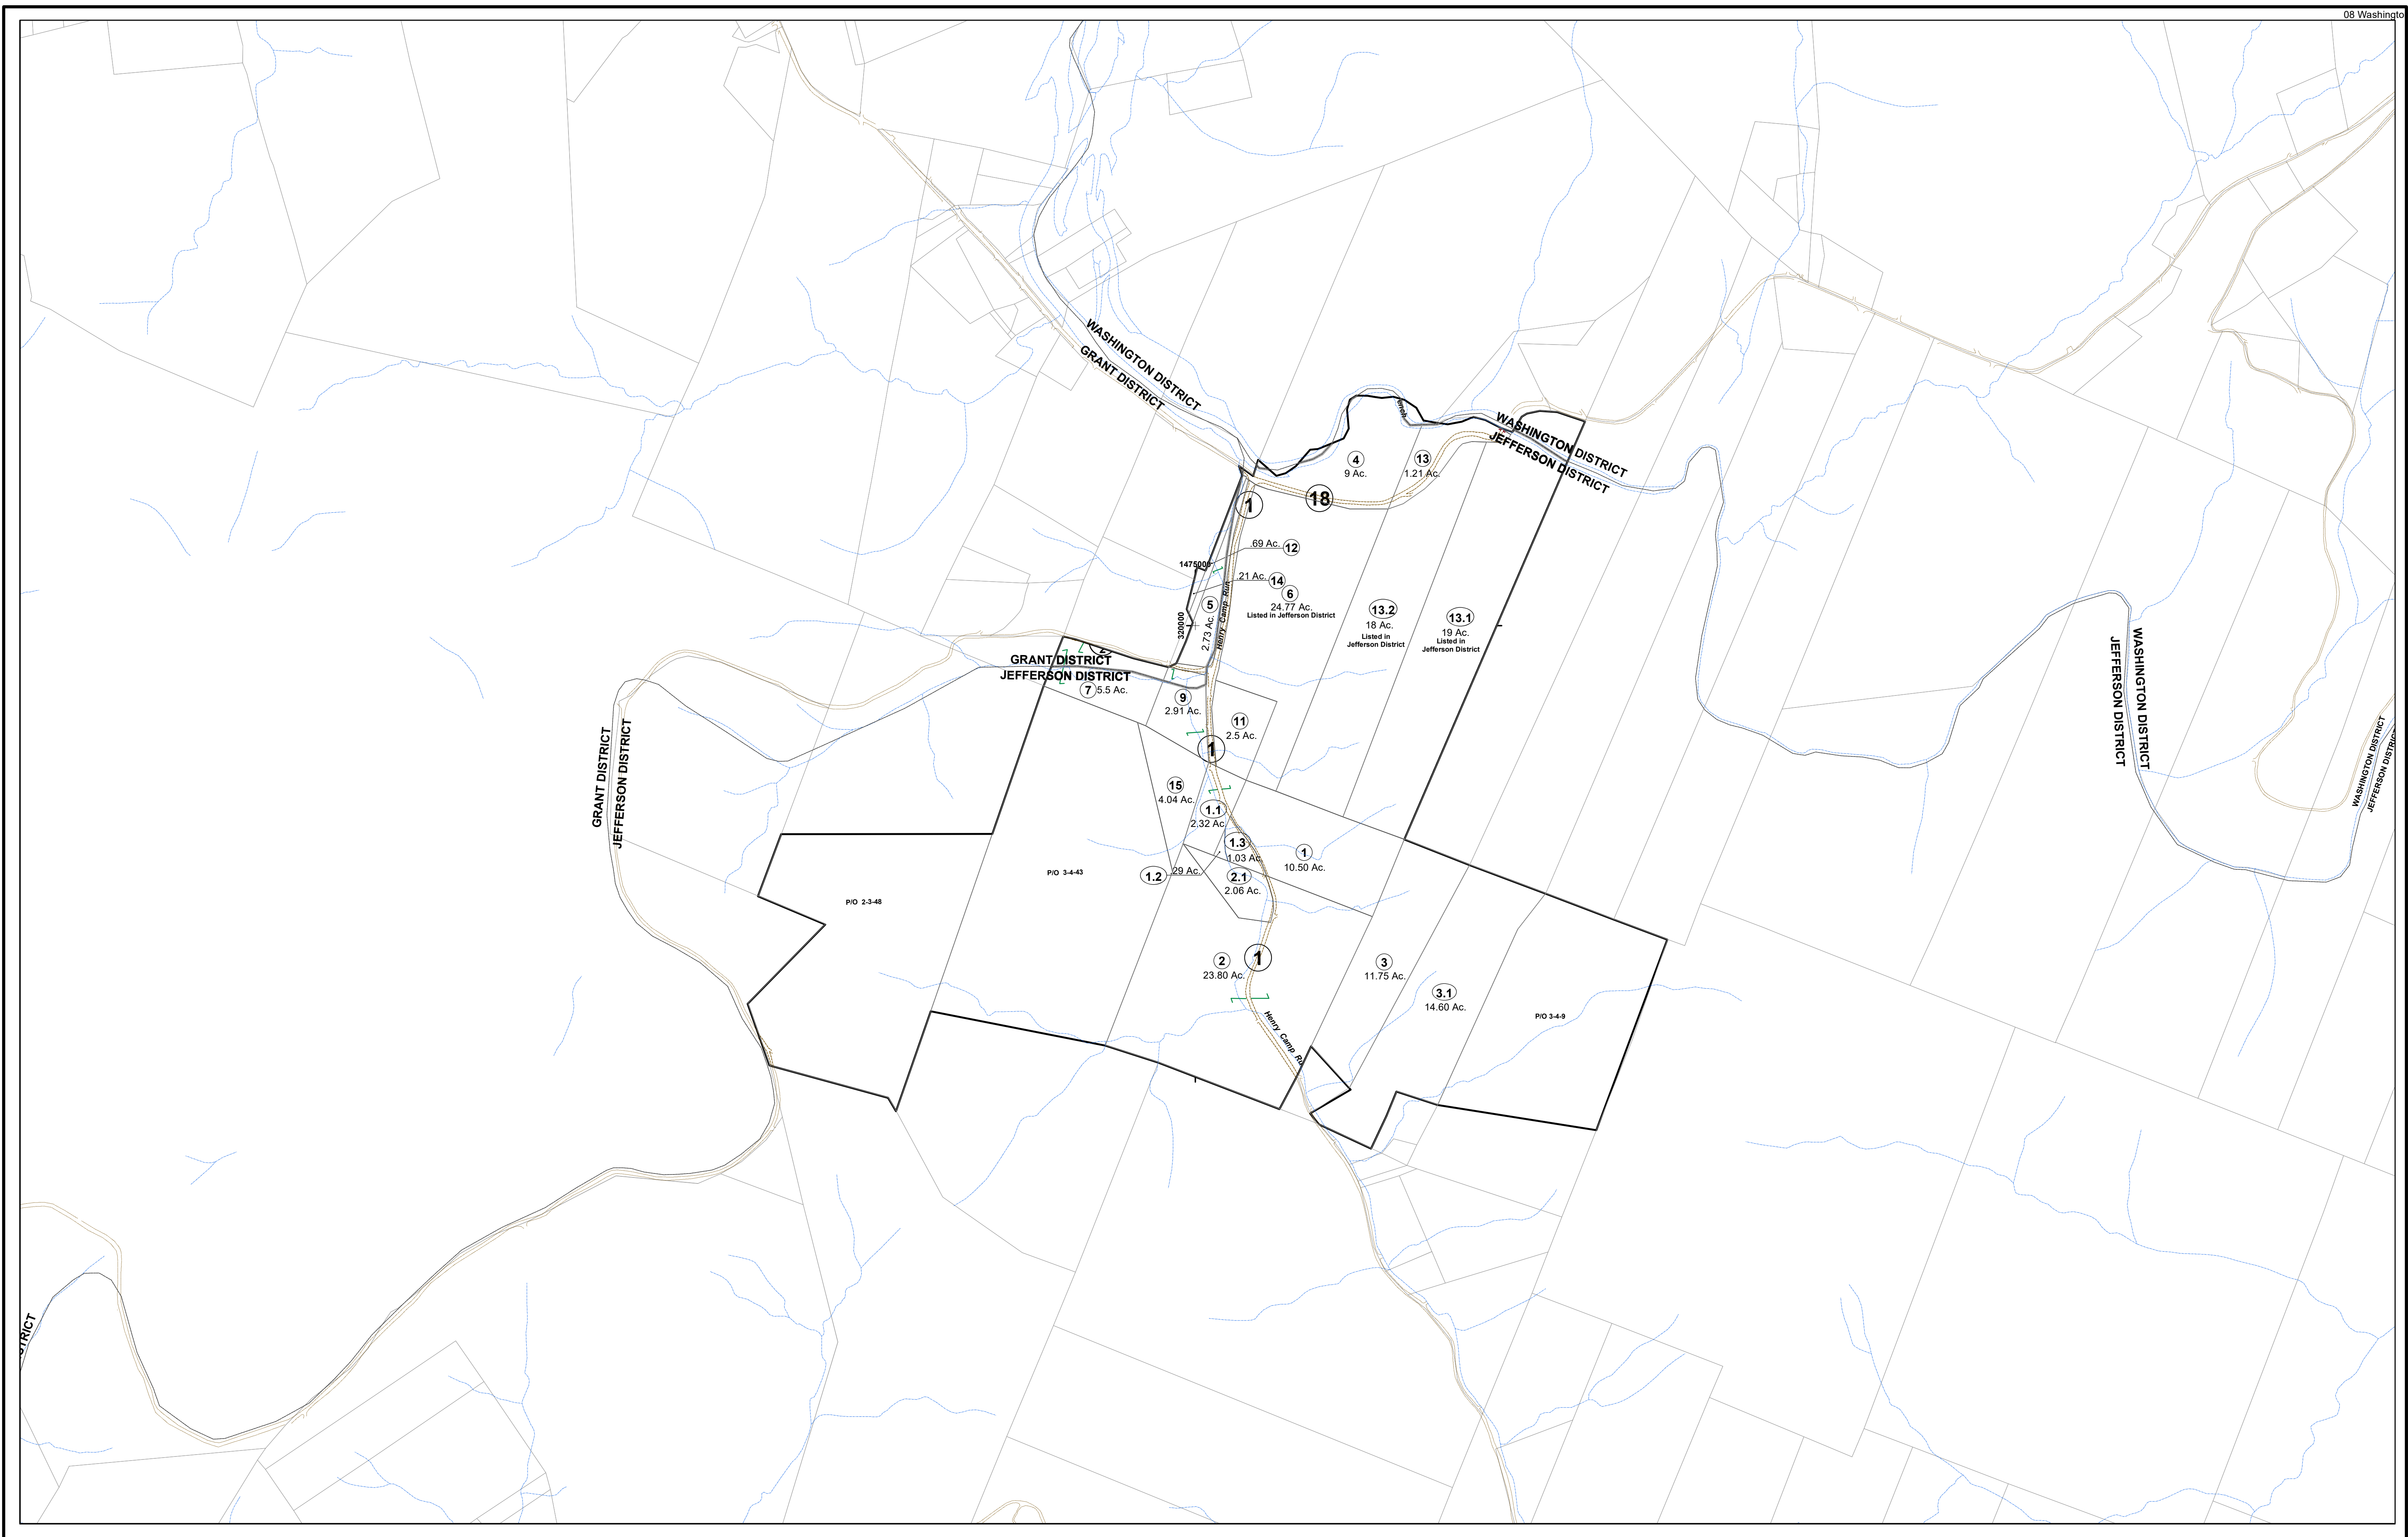 08 Washingto
WASHINGTON DISTRICT
GRANT DISTRICT
WASHINGTON DISTRICT
JEFFERSON DISTRICT
4
9 Ac.
13
1.21 Ac.
18
1
.69 Ac.
12
1475000
.21 Ac.
14
6
24.77 Ac.
Listed in Jefferson District
5
2.73 Ac.
Henry Camp Run
320000
13.2
18 Ac.
Listed in
Jefferson District
13.1
19 Ac.
Listed in
Jefferson District
2
GRANT DISTRICT
JEFFERSON DISTRICT
7
5.5 Ac.
9
2.91 Ac.
11
2.5 Ac.
1
15
4.04 Ac.
1.1
2.32 Ac.
1.3
1.03 Ac.
1
10.50 Ac.
1.2
.29 Ac.
2.1
2.06 Ac.
P/O 3-4-43
P/O 2-3-48
GRANT DISTRICT
JEFFERSON DISTRICT
JEFFERSON DISTRICT
WASHINGTON DISTRICT
WASHINGTON DISTRICT
JEFFERSON DISTRIC
2
23.80 Ac.
1
3
11.75 Ac.
3.1
14.60 Ac.
P/O 3-4-9
Henry Camp Ru
STRICT